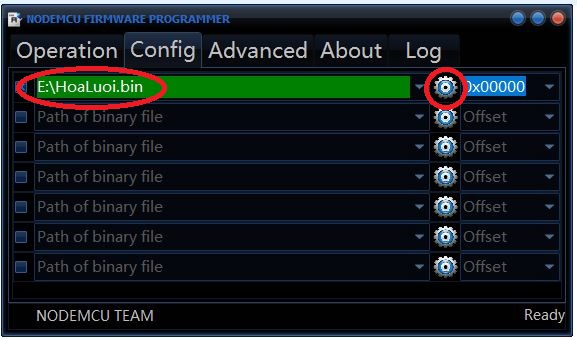 NODEMCU FIRMWARE PROGRAMMER
Operation Config Advanced About Log
E:\HoaLuoi.bin 0x00000
Path of binary file Offset
Path of binary file Offset
Path of binary file Offset
Path of binary file Offset
Path of binary file Offset
Path of binary file Offset
NODEMCU TEAM Ready